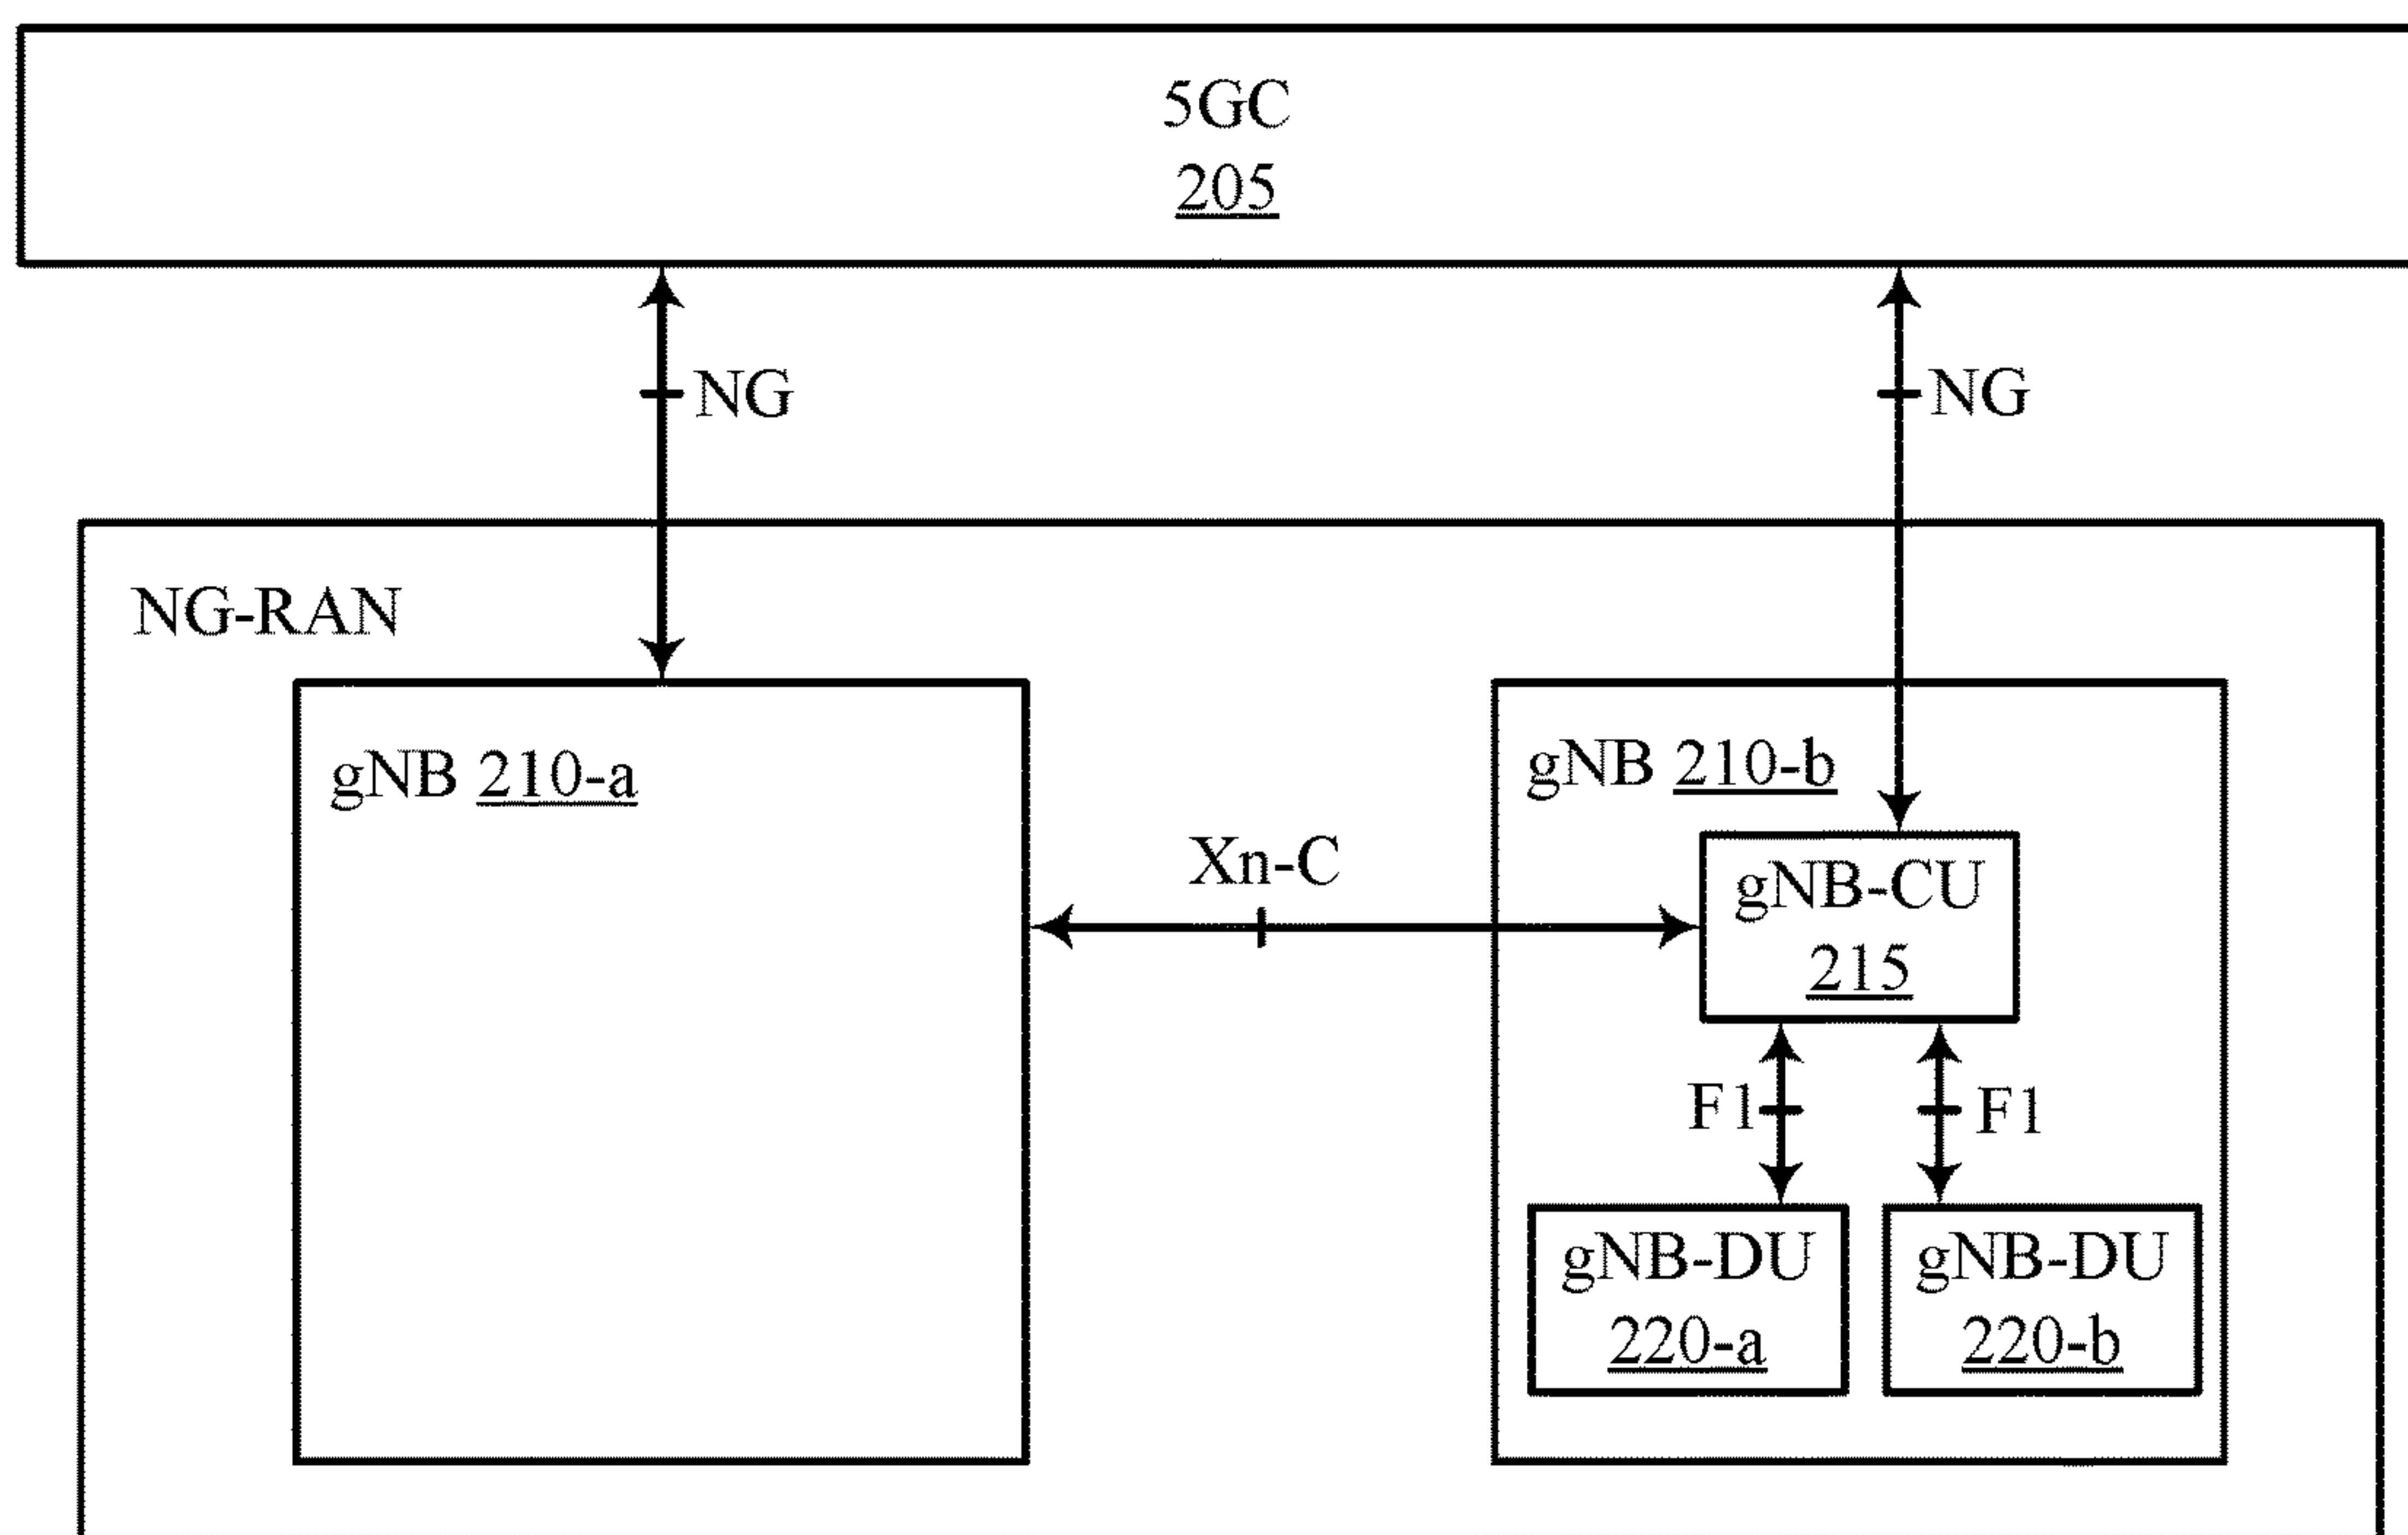 5GC
205
NG
NG
NG-RAN
gNB 210-a
gNB 210-b
Xn-C
gNB-CU
215
F1
F1
gNB-DU
220-a
gNB-DU
220-b